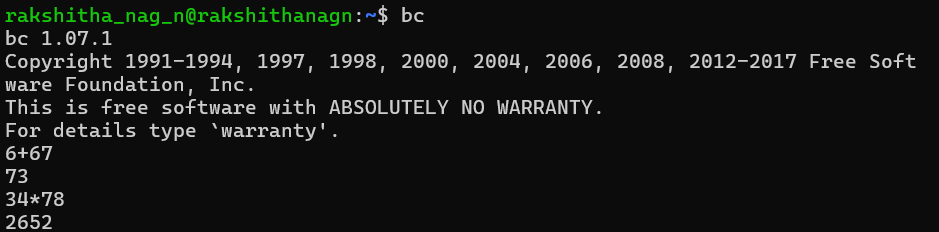 rakshitha_nag_n@rakshithanagn:~$ bc
bc 1.07.1
Copyright 1991-1994, 1997, 1998, 2000, 2004, 2006, 2008, 2012-2017 Free Soft
ware Foundation, Inc.
This is free software with ABSOLUTELY NO WARRANTY.
For details type `warranty'.
6+67
73
34*78
2652